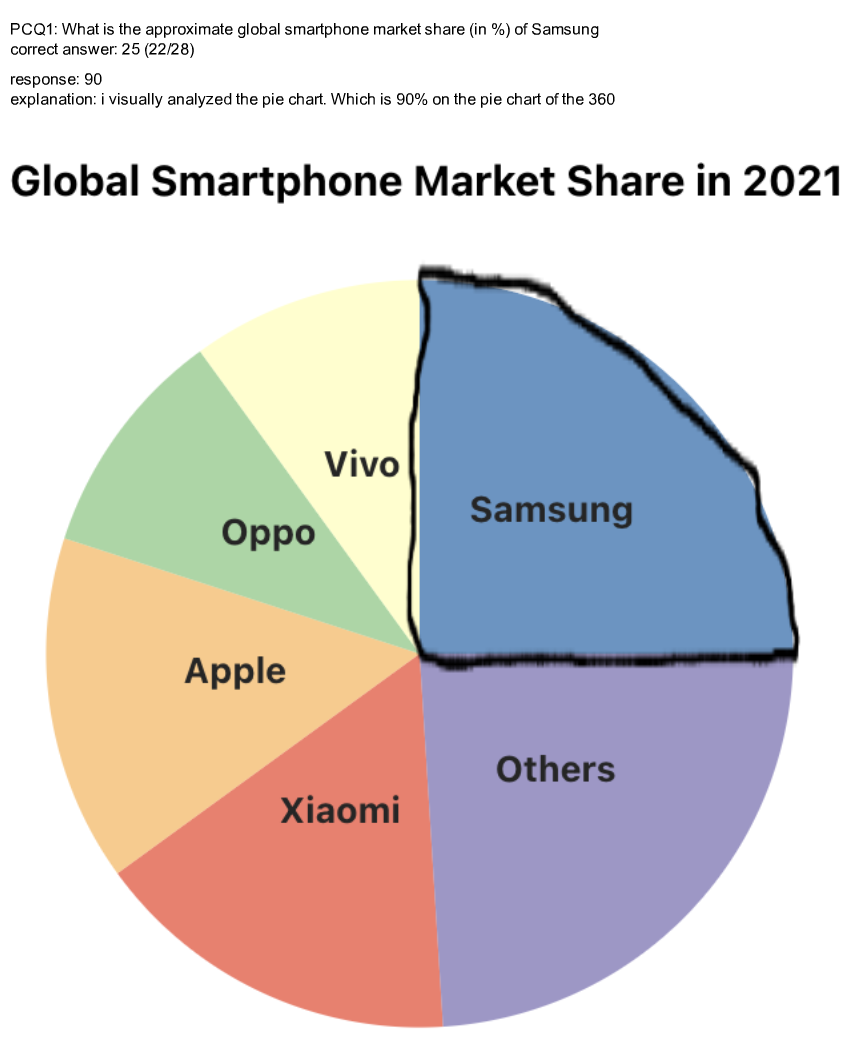 PCQ1: What is the approximate global smartphone market share (in %) of Samsung
correct answer: 25 (22/28)
response: 90
explanation: i visually analyzed the pie chart. Which is 90% on the pie chart of the 360
Global Smartphone Market Share in 2021
Vivo
Samsung
Oppo
Apple
Others
Xiaomi